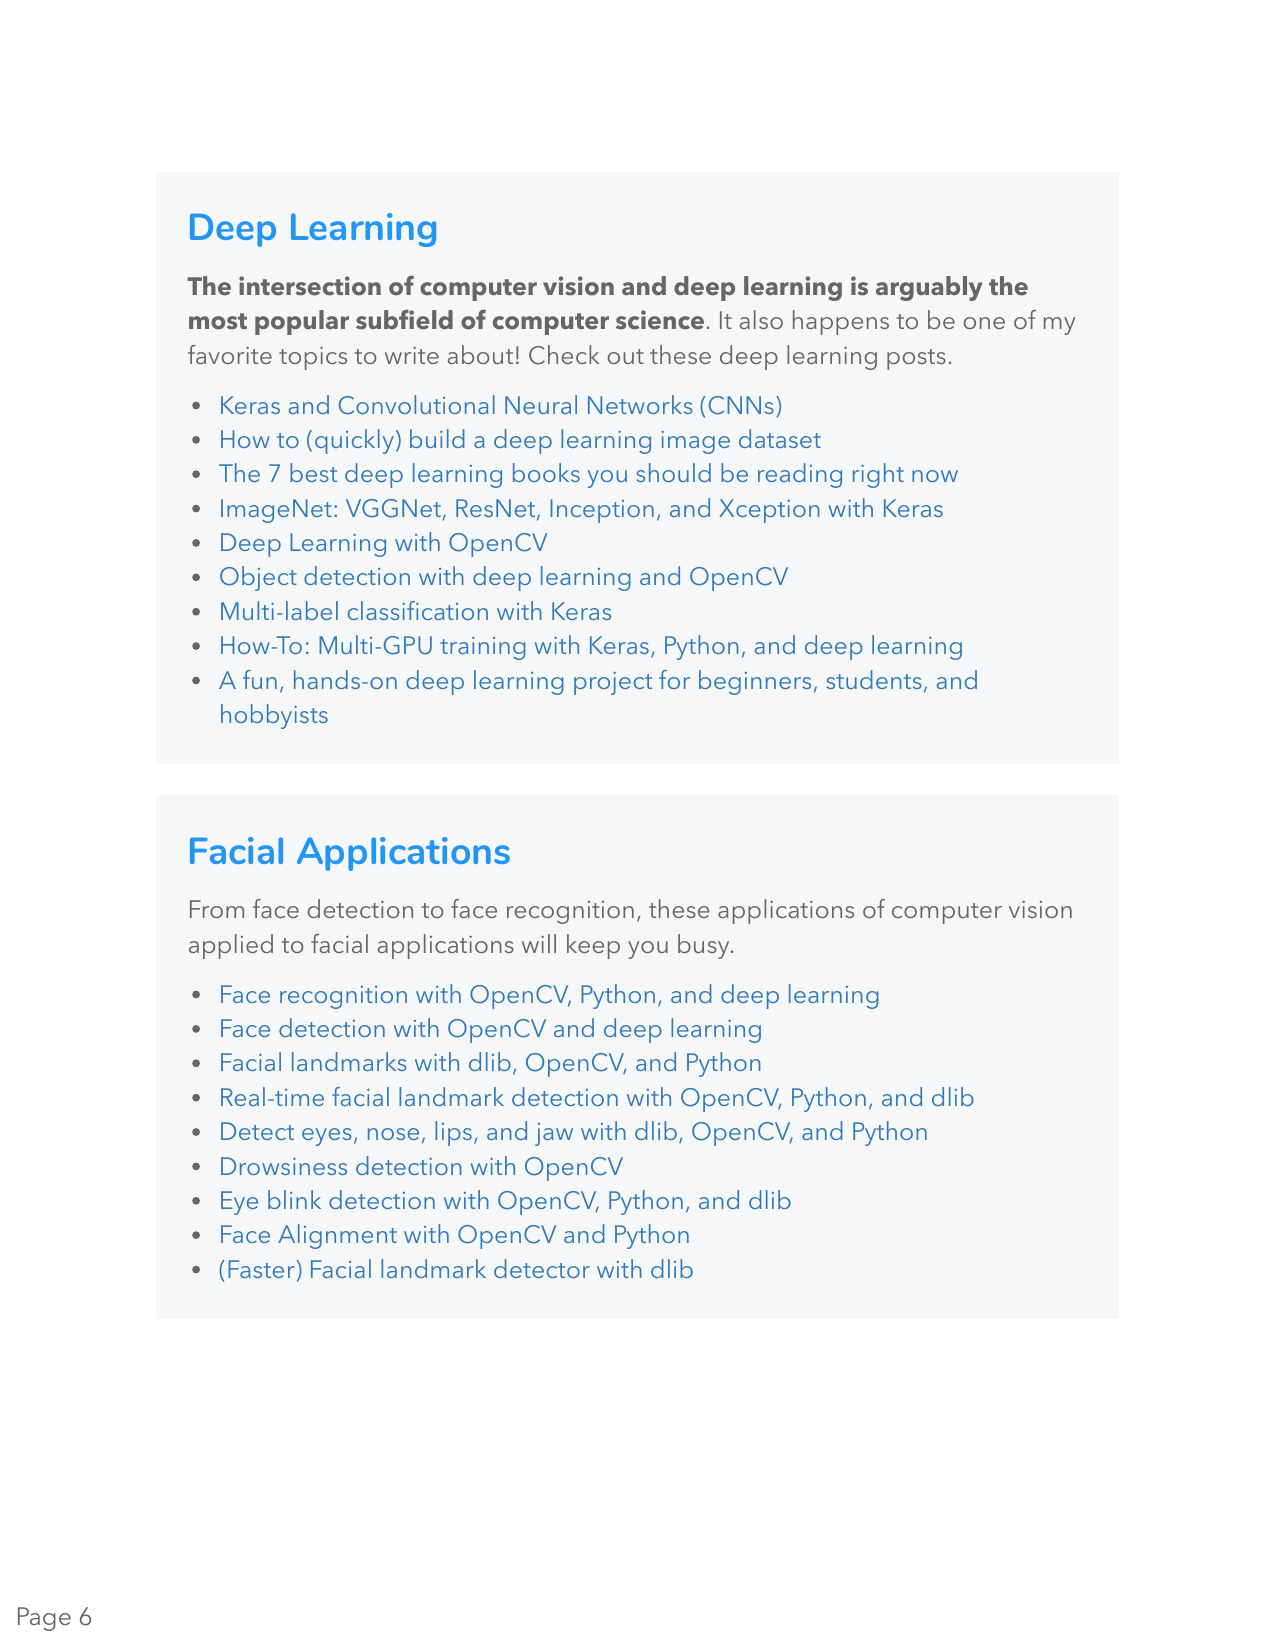 Deep Learning
The intersection of computer vision and deep learning is arguably the
most popular subfield of computer science. It also happens to be one of my
favorite topics to write about! Check out these deep learning posts.
• Keras and Convolutional Neural Networks (CNNs)
• How to (quickly) build a deep learning image dataset
• The 7 best deep learning books you should be reading right now
• ImageNet: VGGNet, ResNet, Inception, and Xception with Keras
• Deep Learning with OpenCV
• Object detection with deep learning and OpenCV
• Multi-label classification with Keras
• How-To: Multi-GPU training with Keras, Python, and deep learning
• A fun, hands-on deep learning project for beginners, students, and
hobbyists
Facial Applications
From face detection to face recognition, these applications of computer vision
applied to facial applications will keep you busy.
• Face recognition with OpenCV, Python, and deep learning
• Face detection with OpenCV and deep learning
• Facial landmarks with dlib, OpenCV, and Python
• Real-time facial landmark detection with OpenCV, Python, and dlib
• Detect eyes, nose, lips, and jaw with dlib, OpenCV, and Python
• Drowsiness detection with OpenCV
• Eye blink detection with OpenCV, Python, and dlib
• Face Alignment with OpenCV and Python
• (Faster) Facial landmark detector with dlib
Page 6